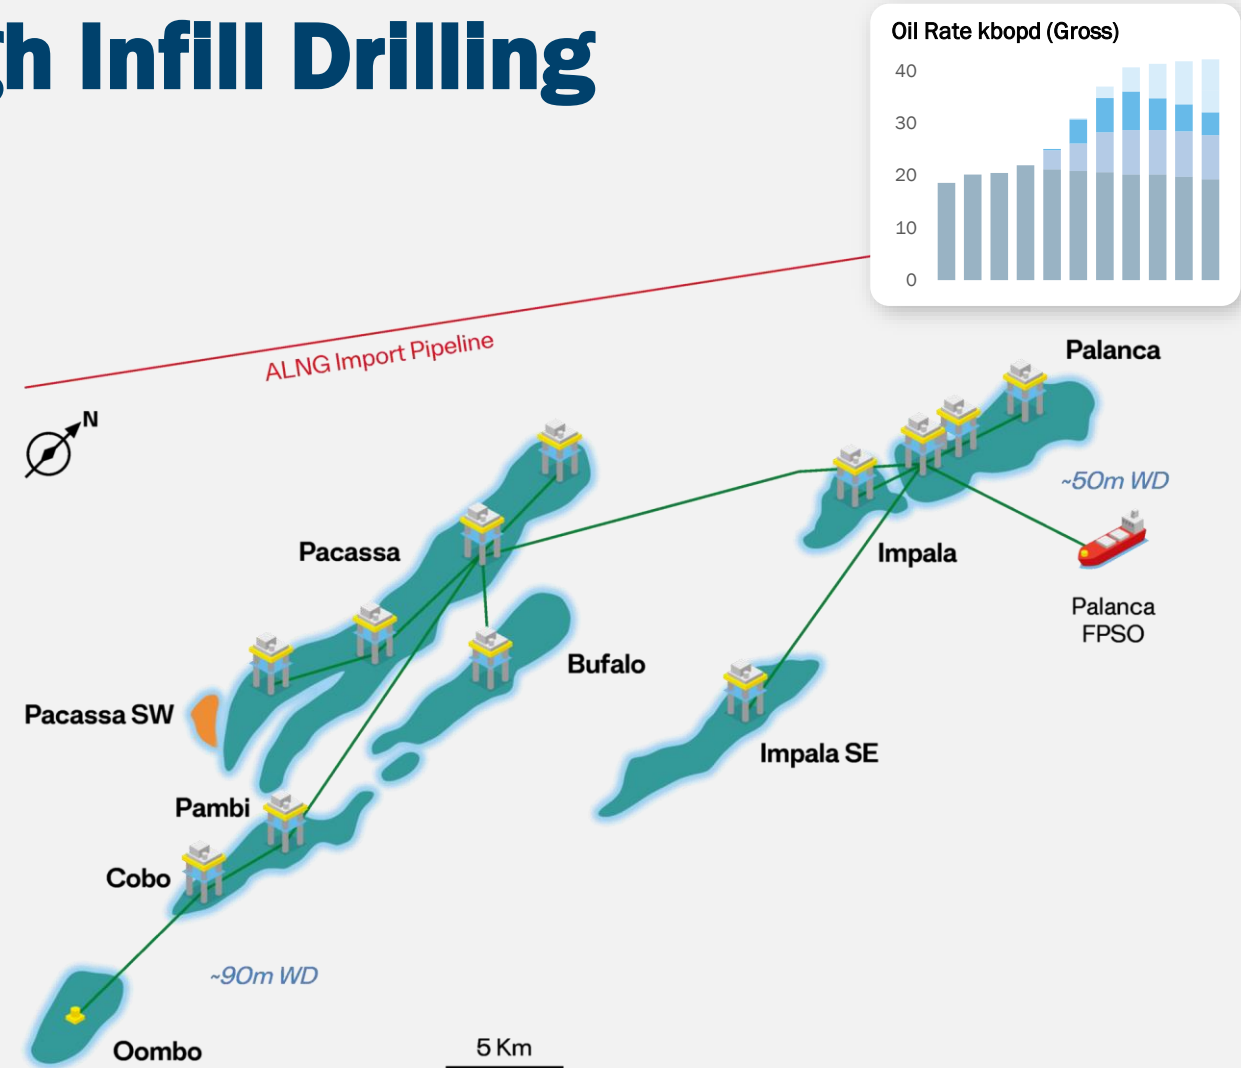 gh Infill Drilling
Oil Rate kbopd (Gross)
40
30
20
10
0
ALNG Import Pipeline
N
Palanca
~50m WD
Pacassa
Impala
Palanca
FPSO
Bufalo
Pacassa SW
Impala SE
Pambi
Cobo
~90m WD
Oombo
5 Km